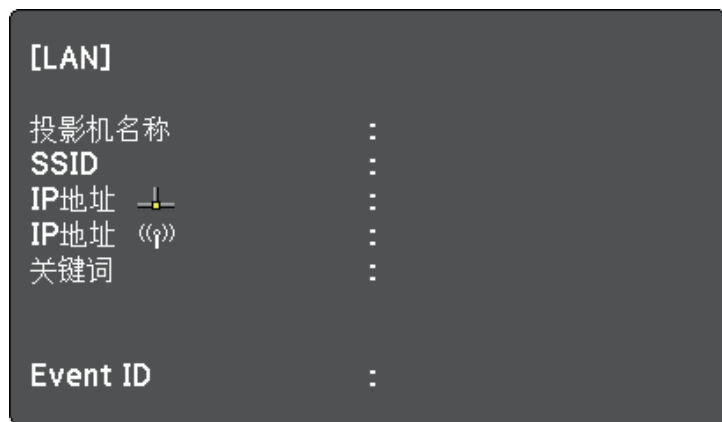 [LAN]
投影机名称 :
SSID :
IP地址 :
IP地址 :
关键词 :
Event ID :